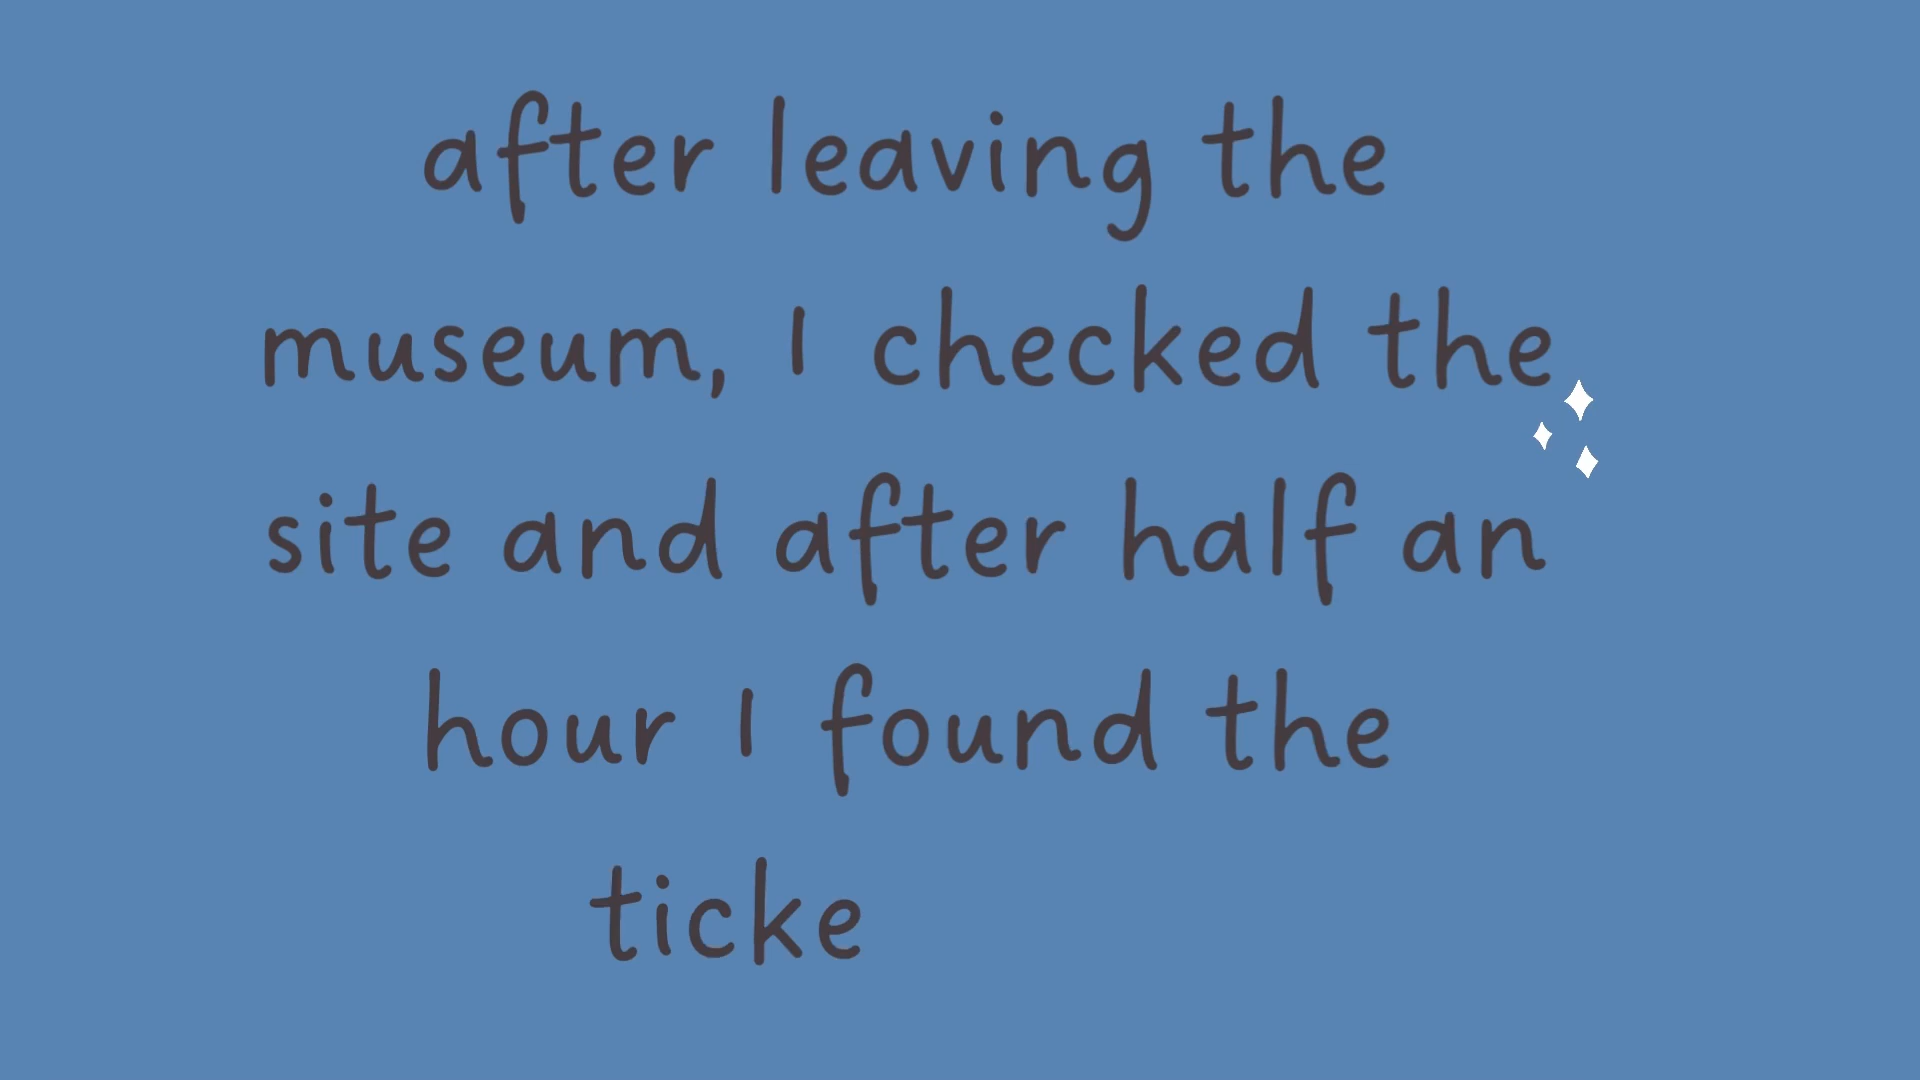 after leaving the
museum, I checked the
site and after half an
hour I found the
ticke